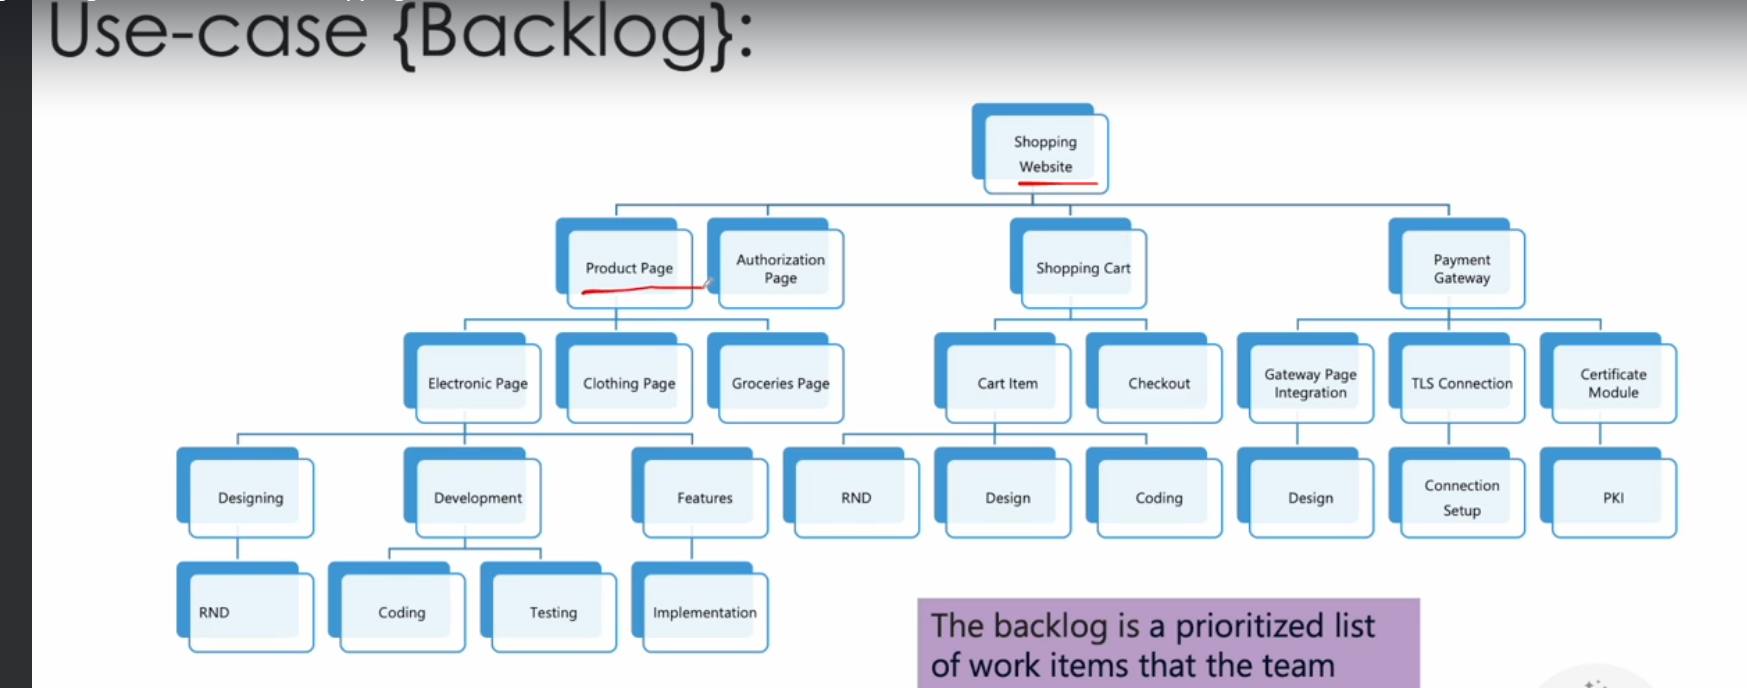 Use-case {Backlog}:
Shopping
Website
Product Page
Authorization
Page
Shopping Cart
Payment
Gateway
Electronic Page
Clothing Page
Groceries Page
Cart Item
Checkout
Gateway Page
Integration
TLS Connection
Certificate
Module
Designing
Development
Features
RND
Design
Coding
Design
Connection
Setup
PKI
RND
Coding
Testing
Implementation
The backlog is a prioritized list
of work items that the team